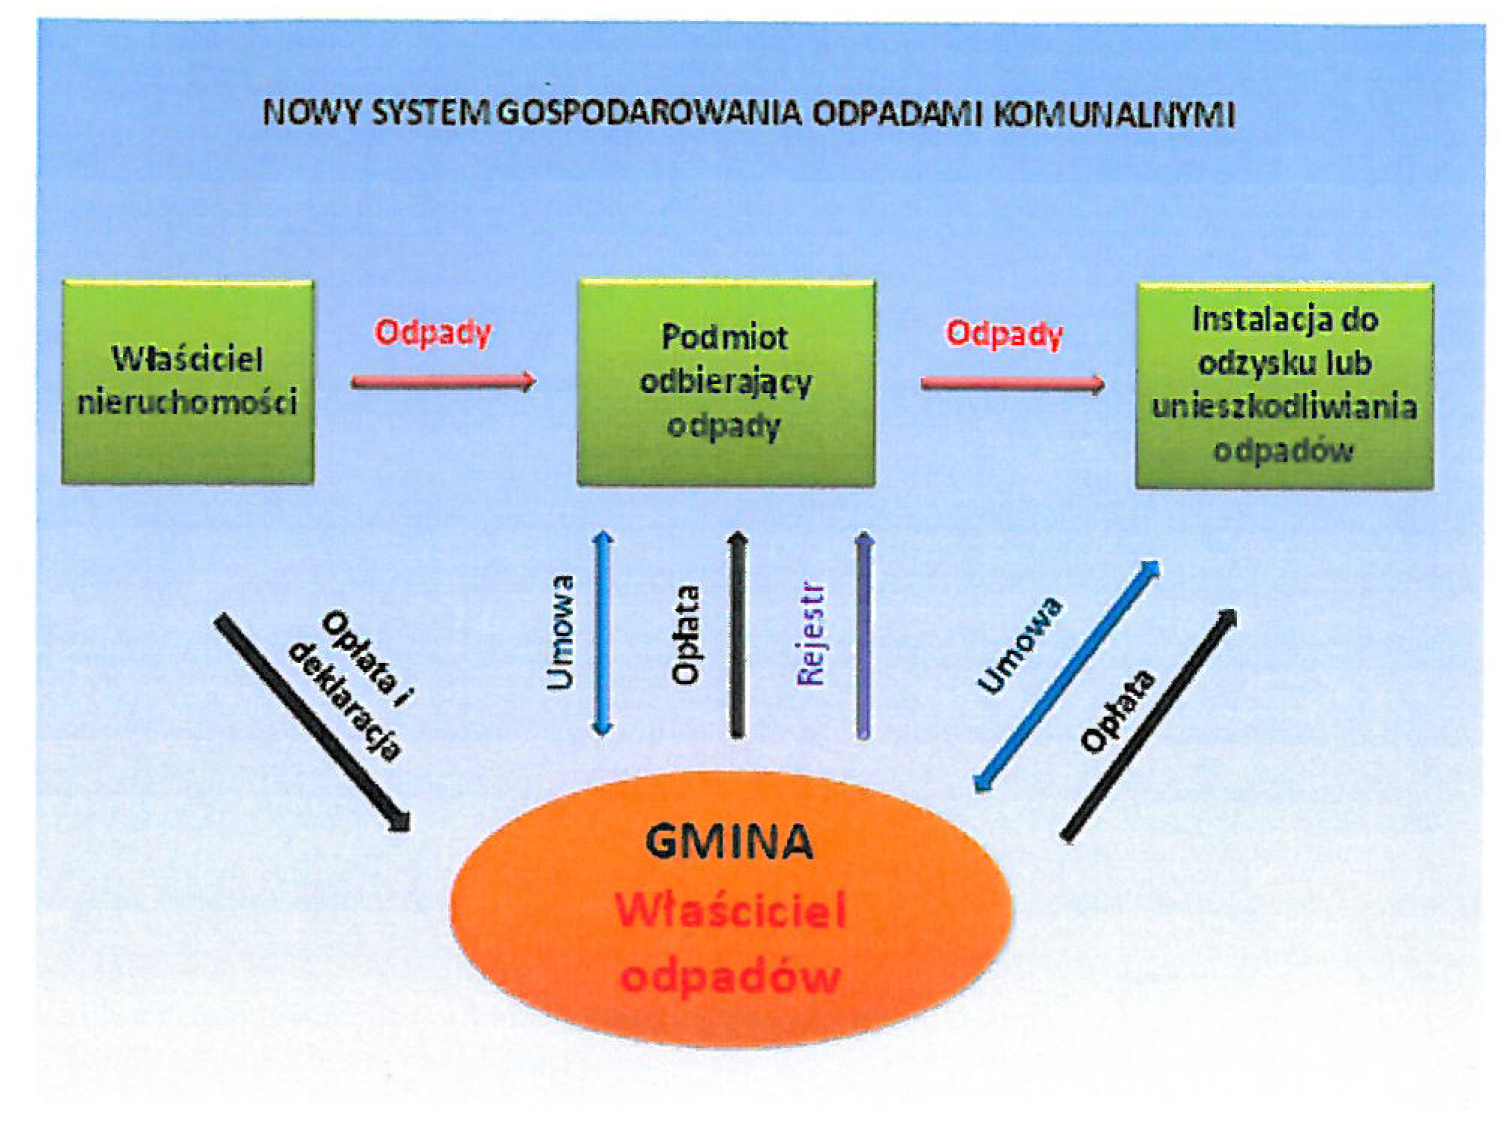 NOWY SYSTEM GOSPODAROWANIA ODPADAMI KOMUNALNYMI
Właściciel
nieruchomości
Odpady
Podmiot
odbierający
odpady
Odpady
Instalacja do
odzysku lub
unieszkodliwiania
odpadów
Opłata i
deklaracja
Umowa
Opłata
Rejestr
Umowa
Opłata
GMINA
Właściciel
odpadów